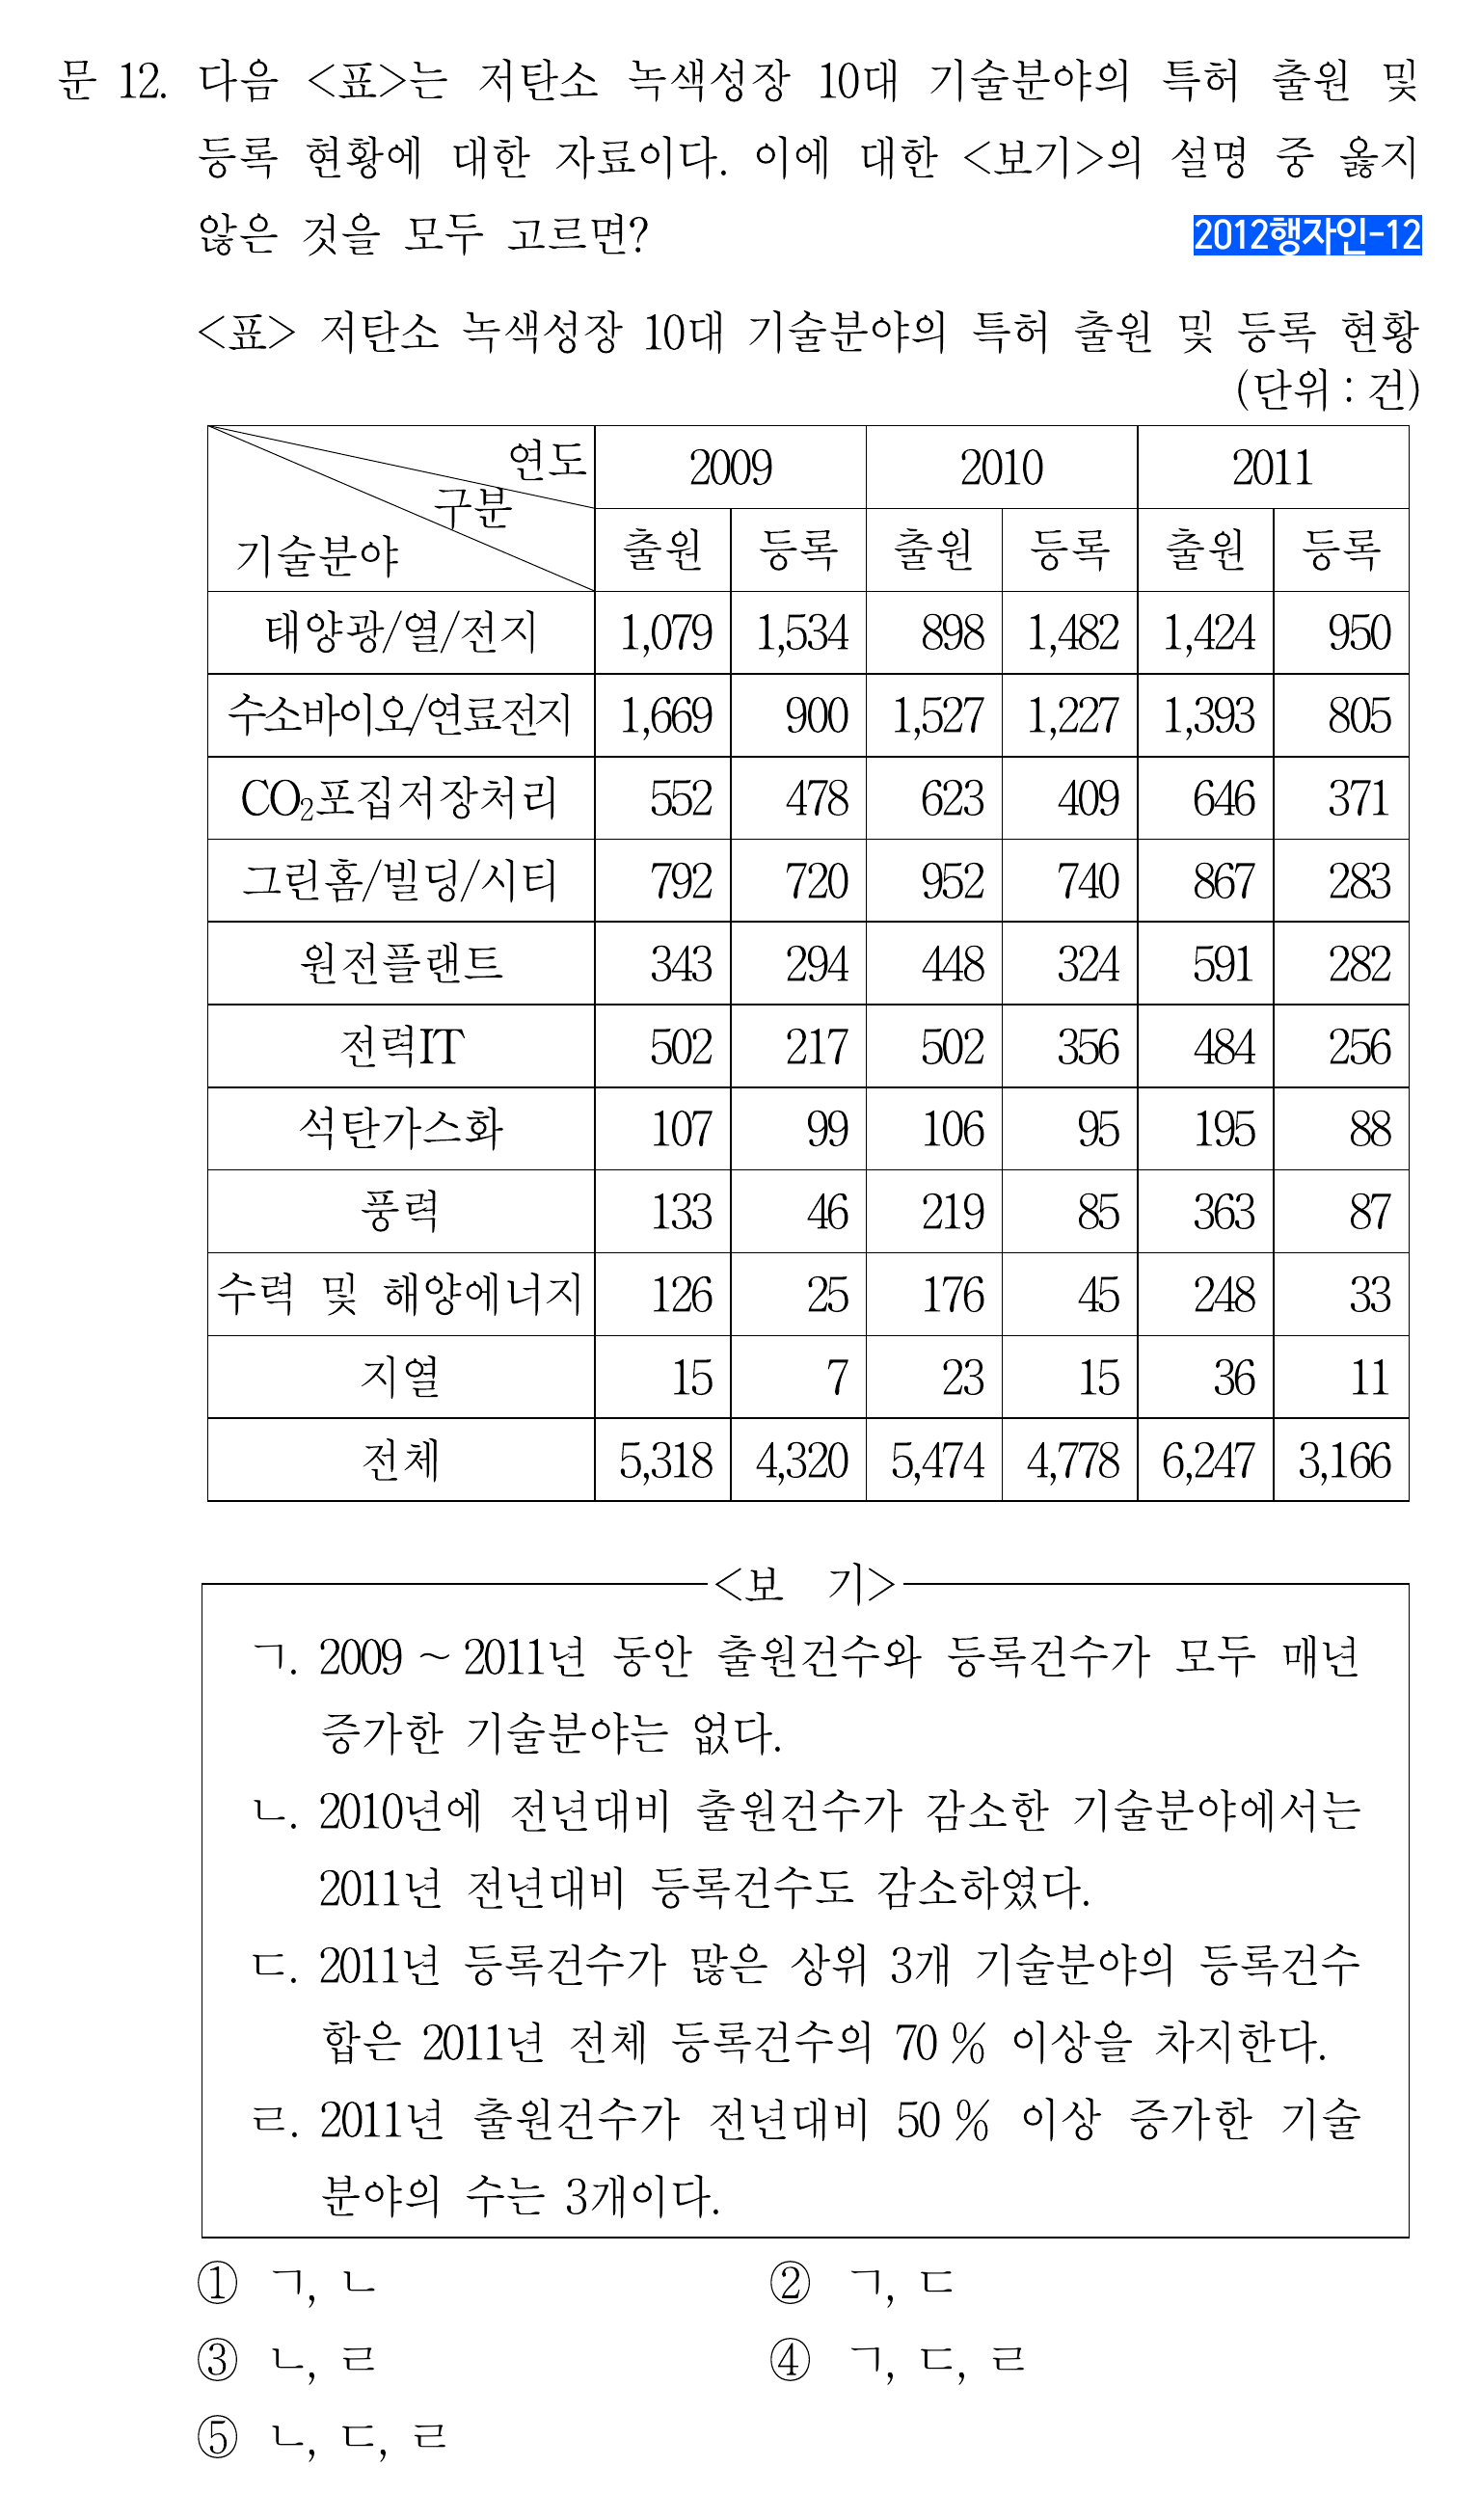 문 12. 다음 <표>는 저탄소 녹색성장 10대 기술분야의 특허 출원 및
등록 현황에 대한 자료이다. 이에 대한 <보기>의 설명 중 옳지
않은 것을 모두 고르면? 2012행자인-12
<표> 저탄소 녹색성장 10대 기술분야의 특허 출원 및 등록 현황
(단위 : 건)
연도 2009 2010 2011
구분
기술분야 출원 등록 출원 등록 출원 등록
태양광/열/전지 1,079 1,534 898 1,482 1,424 950
수소바이오/연료전지 1,669 900 1,527 1,227 1,393 805
CO₂포집저장처리 552 478 623 409 646 371
그린홈/빌딩/시티 792 720 952 740 867 283
원전플랜트 343 294 448 324 591 282
전력IT 502 217 502 356 484 256
석탄가스화 107 99 106 95 195 88
풍력 133 46 219 85 363 87
수력 및 해양에너지 126 25 176 45 248 33
지열 15 7 23 15 36 11
전체 5,318 4,320 5,474 4,778 6,247 3,166
<보 기>
ㄱ. 2009 ~ 2011년 동안 출원건수와 등록건수가 모두 매년
증가한 기술분야는 없다.
ㄴ. 2010년에 전년대비 출원건수가 감소한 기술분야에서는
2011년 전년대비 등록건수도 감소하였다.
ㄷ. 2011년 등록건수가 많은 상위 3개 기술분야의 등록건수
합은 2011년 전체 등록건수의 70 % 이상을 차지한다.
ㄹ. 2011년 출원건수가 전년대비 50 % 이상 증가한 기술
분야의 수는 3개이다.
① ㄱ, ㄴ ② ㄱ, ㄷ
③ ㄴ, ㄹ ④ ㄱ, ㄷ, ㄹ
⑤ ㄴ, ㄷ, ㄹ